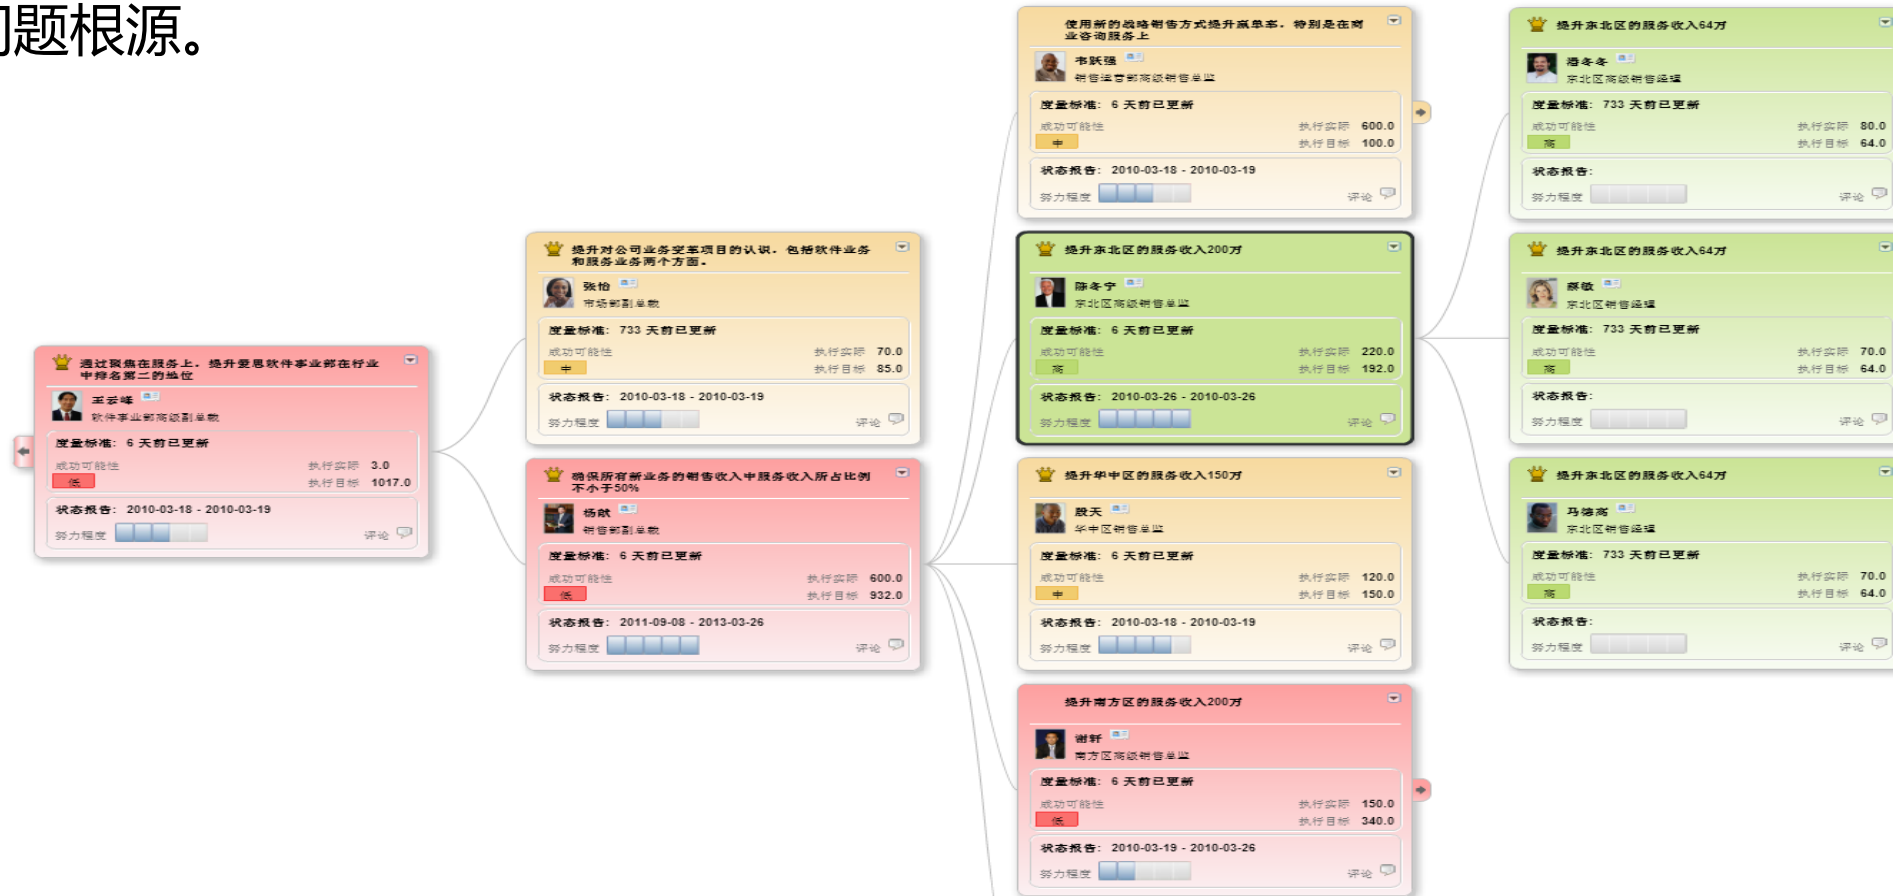 问题根源。
通过聚焦在服务上，提升爱思软件事业部在行业
中排名第二的地位
王云峰
软件事业部高级副总裁
度量标准: 6 天前已更新
成功可能性
低
执行实际 3.0
执行目标 1017.0
状态报告: 2010-03-18 - 2010-03-19
努力程度
评论
提升对公司业务变革项目的认识，包括软件业务
和服务业务两个方面。
张怡
市场部副总裁
度量标准: 733 天前已更新
成功可能性
中
执行实际 70.0
执行目标 85.0
状态报告: 2010-03-18 - 2010-03-19
努力程度
评论
确保所有新业务的销售收入中服务收入所占比例
不小于50%
杨猷
销售部副总裁
度量标准: 6 天前已更新
成功可能性
低
执行实际 600.0
执行目标 932.0
状态报告: 2011-09-08 - 2013-03-26
努力程度
评论
使用新的战略销售方式提升赢单率，特别是在商
业咨询服务上
韦跃强
销售运营部高级销售总监
度量标准: 6 天前已更新
成功可能性
中
执行实际 600.0
执行目标 100.0
状态报告: 2010-03-18 - 2010-03-19
努力程度
评论
提升东北区的服务收入200万
陈冬宁
东北区高级销售总监
度量标准: 6 天前已更新
成功可能性
高
执行实际 220.0
执行目标 192.0
状态报告: 2010-03-26 - 2010-03-26
努力程度
评论
提升华中区的服务收入150万
殷天
华中区销售总监
度量标准: 6 天前已更新
成功可能性
中
执行实际 120.0
执行目标 150.0
状态报告: 2010-03-18 - 2010-03-19
努力程度
评论
提升南方区的服务收入200万
谢轩
南方区高级销售总监
度量标准: 6 天前已更新
成功可能性
低
执行实际 150.0
执行目标 340.0
状态报告: 2010-03-19 - 2010-03-26
努力程度
评论
提升东北区的服务收入64万
潘冬冬
东北区高级销售经理
度量标准: 733 天前已更新
成功可能性
高
执行实际 80.0
执行目标 64.0
状态报告:
努力程度
评论
提升东北区的服务收入64万
蔡敏
东北区销售经理
度量标准: 733 天前已更新
成功可能性
高
执行实际 70.0
执行目标 64.0
状态报告:
努力程度
评论
提升东北区的服务收入64万
马德高
东北区销售经理
度量标准: 733 天前已更新
成功可能性
高
执行实际 70.0
执行目标 64.0
状态报告:
努力程度
评论